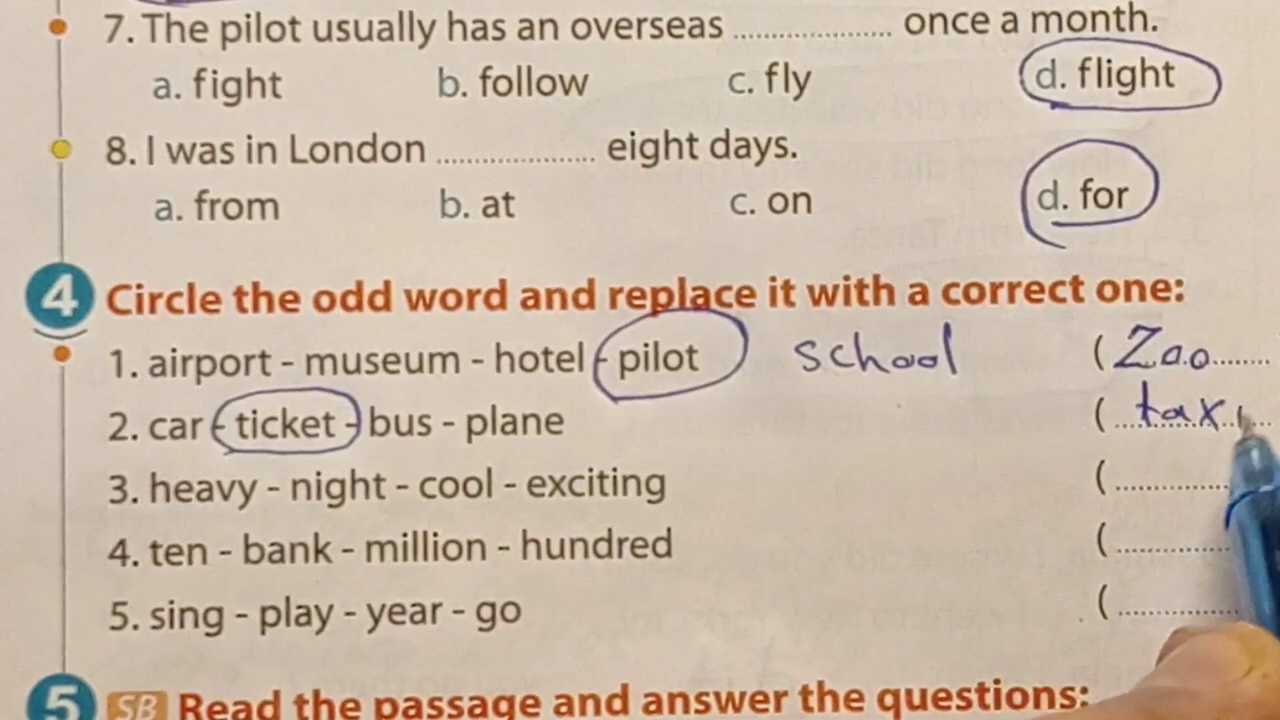 7. The pilot usually has an overseas .................... once a month.
a. fight b. follow c. fly d. flight
8. I was in London .................... eight days.
a. from b. at c. on d. for
4 Circle the odd word and replace it with a correct one:
1. airport - museum - hotel - pilot school (Zoo........
2. car - ticket - bus - plane (taxi
3. heavy - night - cool - exciting (..............
4. ten - bank - million - hundred (..............
5. sing - play - year - go (..............
5 SB Read the passage and answer the questions: